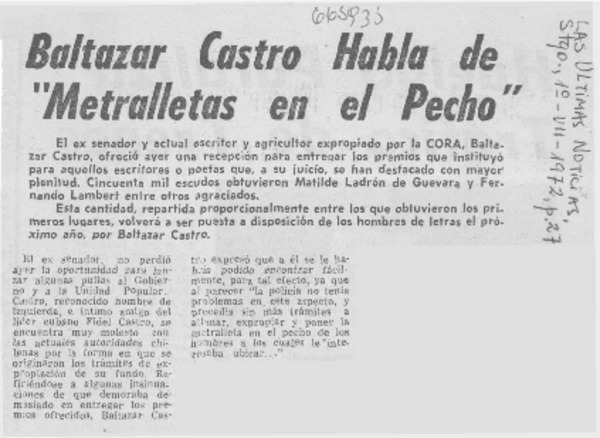 665935
Baltazar Castro Habla de
"Metralletas en el Pecho"
El ex senador y actual escritor y agricultor expropiado por la CORA, Balta-
zar Castro, ofreció ayer una recepción para entregar los premios que instituyó
para aquellos escritores o poetas que, a su juicio, se han destacado con mayor
plenitud. Cincuenta mil escudos obtuvieron Matilde Ladrón de Guevara y Fer-
nando Lambert entre otros agraciados.
Esta cantidad, repartida proporcionalmente entre los que obtuvieron los pri-
meros lugares, volverá a ser puesta a disposición de los hombres de letras el pró-
ximo año, por Baltazar Castro.
El ex senador, no perdió
ayer la oportunidad para lan-
zar algunas pullas al Gobier-
no y a la Unidad Popular.
Castro, reconocido hombre de
izquierda, e íntimo amigo del
líder cubano Fidel Castro, se
encuentra muy molesto con
las actuales autoridades chi-
lenas por la forma en que se
originaron los trámites de ex-
propiación de su fundo. Re-
firiéndose a algunas insinua-
ciones de que demoraba de-
masiado en entregar los pre-
mios ofrecidos, Baltazar Cas-
tro expresó que a él se le ha-
bría podido encontrar fácil-
mente, para tal efecto, ya que
al parecer "la policía no tenía
problemas en este aspecto, y
procedía sin más trámites a
allanar, expropiar y poner la
metralleta en el pecho de los
hombres a los cuales le interesaba ubicar..."
LAS ULTIMAS NOTICIAS,
Stgo., 1º-VII-1972, p.27